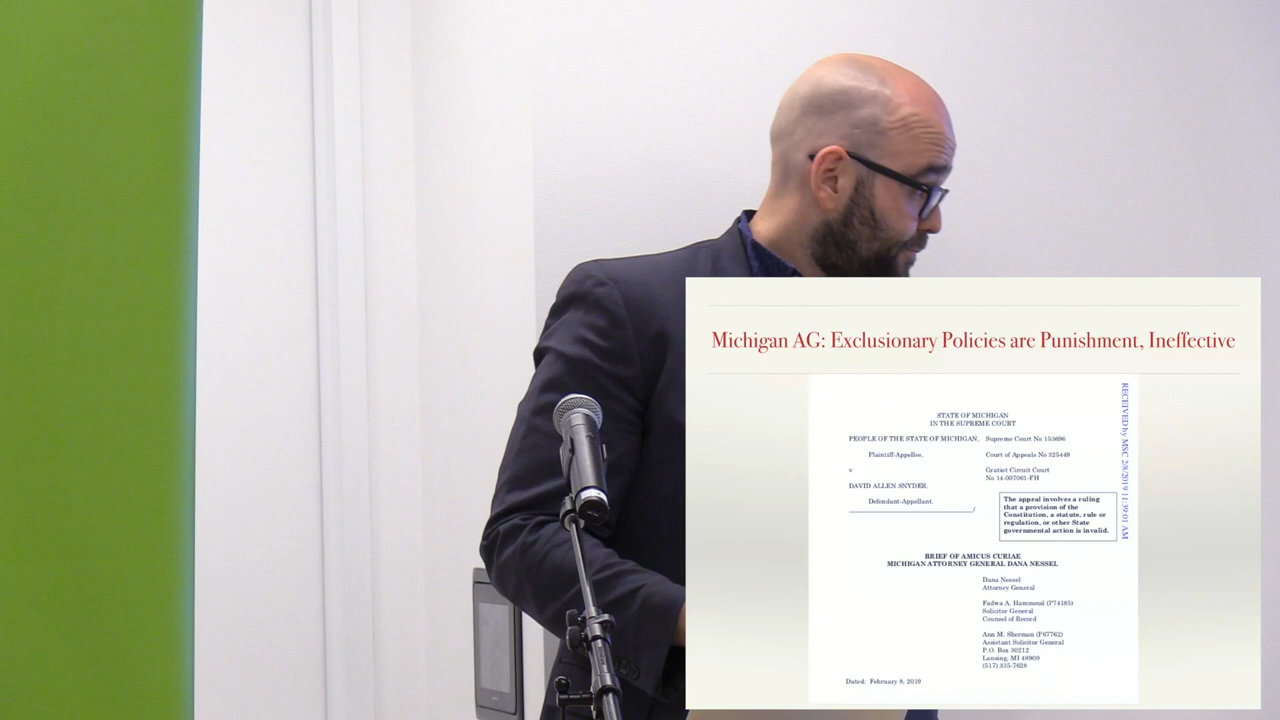 Michigan AG: Exclusionary Policies are Punishment, Ineffective
RECEIVED by MSC 2/8/2019 11:39:01 AM
STATE OF MICHIGAN
IN THE SUPREME COURT
PEOPLE OF THE STATE OF MICHIGAN,
Plaintiff-Appellee,
v
DAVID ALLEN SNYDER,
Defendant-Appellant.
/
Supreme Court No 153696
Court of Appeals No 325449
Gratiot Circuit Court
No 14-007061-FH
The appeal involves a ruling
that a provision of the
Constitution, a statute, rule or
regulation, or other State
governmental action is invalid.
BRIEF OF AMICUS CURIAE
MICHIGAN ATTORNEY GENERAL DANA NESSEL
Dana Nessel
Attorney General
Fadwa A. Hammoud (P74185)
Solicitor General
Counsel of Record
Ann M. Sherman (P67762)
Assistant Solicitor General
P.O. Box 30212
Lansing, MI 48909
(517) 335-7628
Dated: February 8, 2019